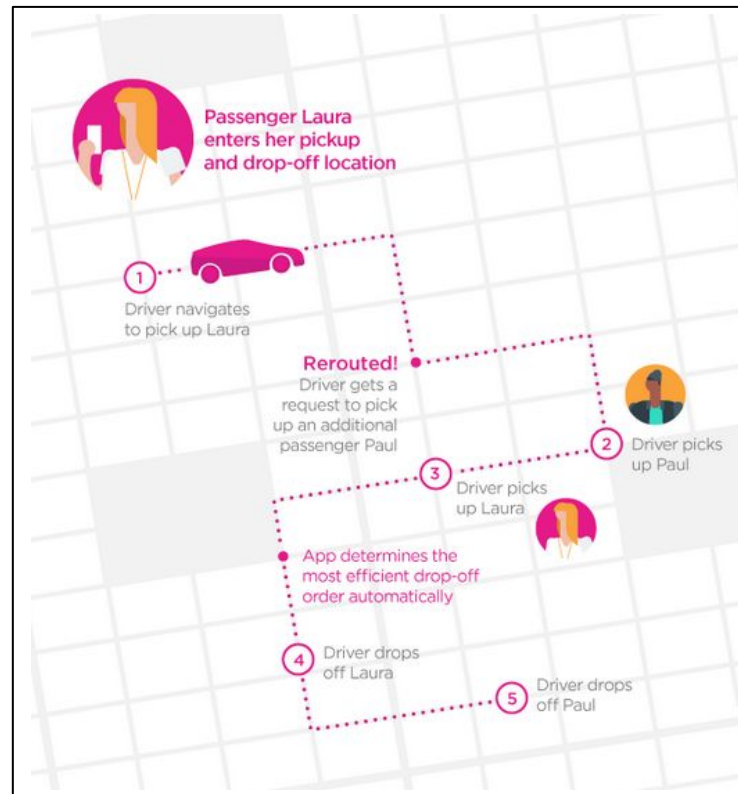 Passenger Laura
enters her pickup
and drop-off location
1
Driver navigates
to pick up Laura
Rerouted!
Driver gets a
request to pick
up an additional
passenger Paul
2
Driver picks
up Paul
3
Driver picks
up Laura
App determines the
most efficient drop-off
order automatically
4
Driver drops
off Laura
5
Driver drops
off Paul